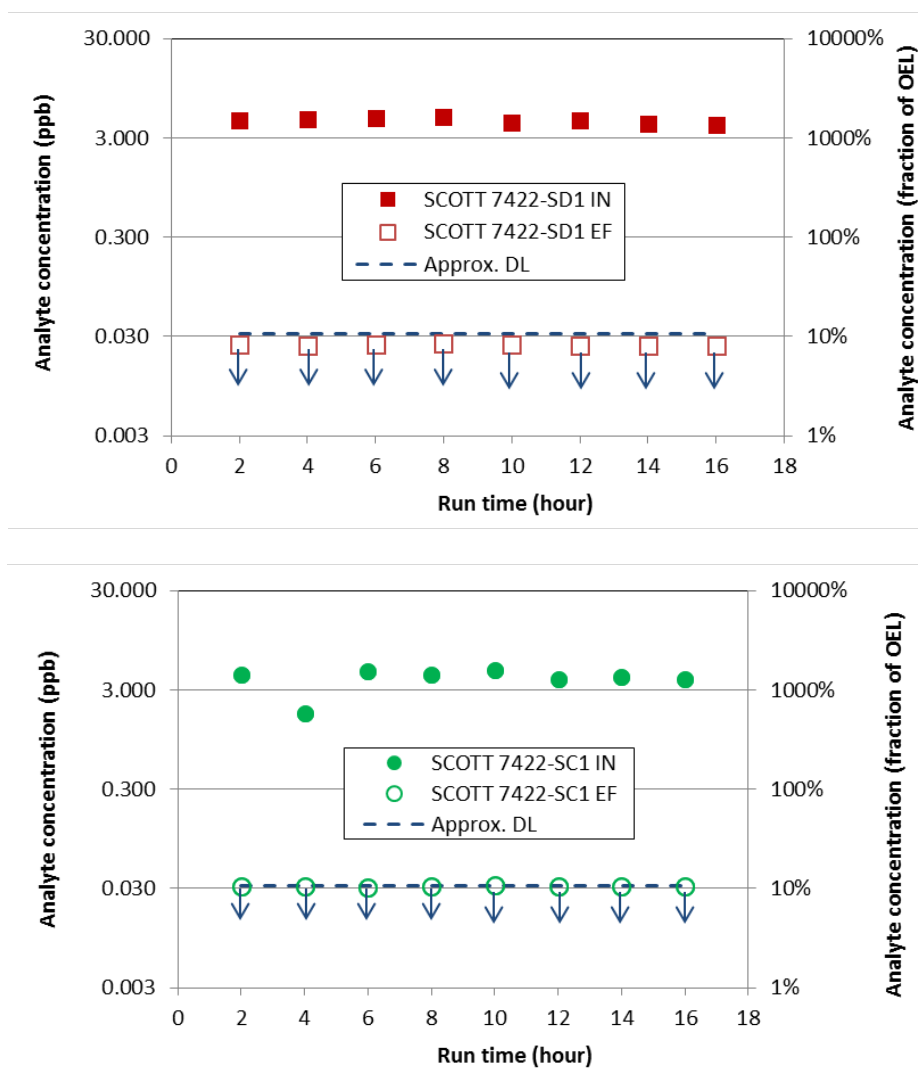 30.000
3.000
0.300
0.030
0.003
Analyte concentration (ppb)
10000%
1000%
100%
10%
1%
Analyte concentration (fraction of OEL)
SCOTT 7422-SD1 IN
SCOTT 7422-SD1 EF
Approx. DL
0 2 4 6 8 10 12 14 16 18
Run time (hour)
30.000
3.000
0.300
0.030
0.003
Analyte concentration (ppb)
10000%
1000%
100%
10%
1%
Analyte concentration (fraction of OEL)
SCOTT 7422-SC1 IN
SCOTT 7422-SC1 EF
Approx. DL
0 2 4 6 8 10 12 14 16 18
Run time (hour)